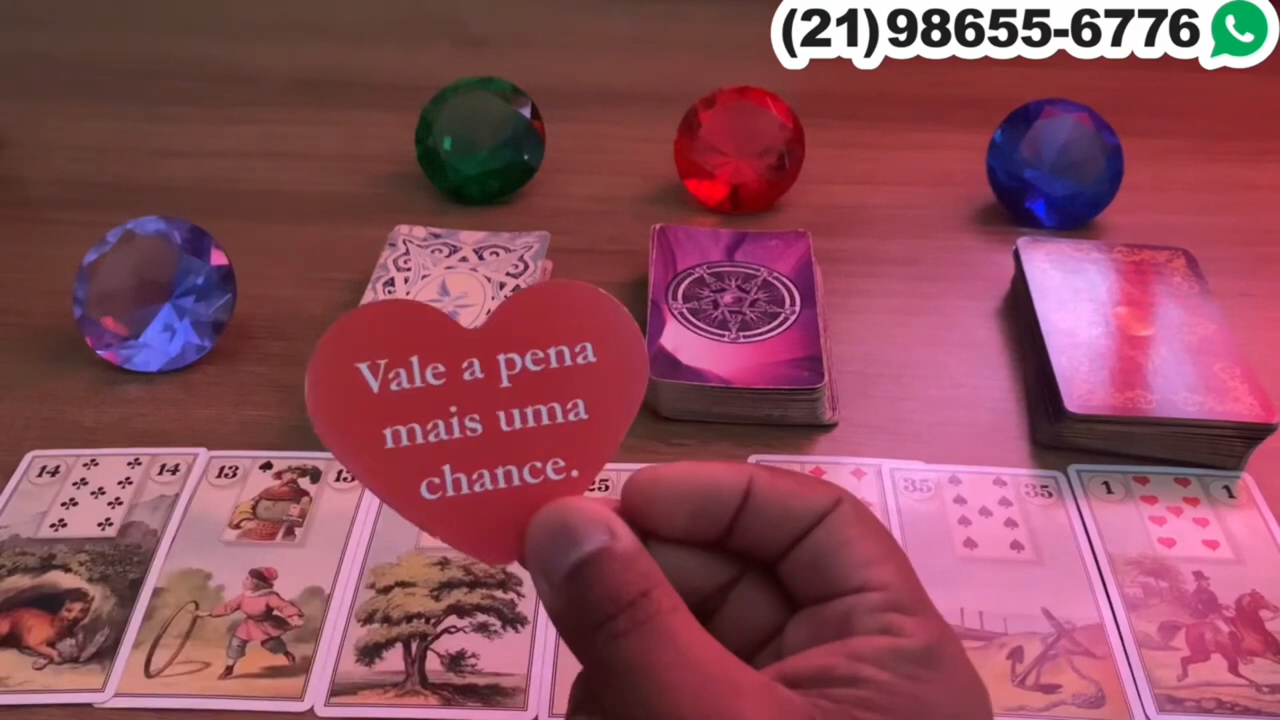 (21)98655-6776
Vale a pena
mais uma
chance.
14 14
13 13
25
35 35
1 1